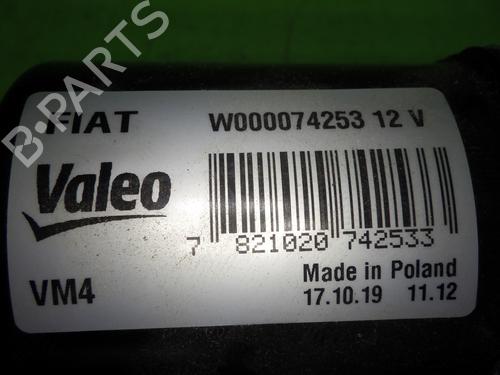 B-PARTS
FIAT W000074253 12 V
Valeo
7 821020 742533
VM4 Made in Poland
17.10.19 11.12